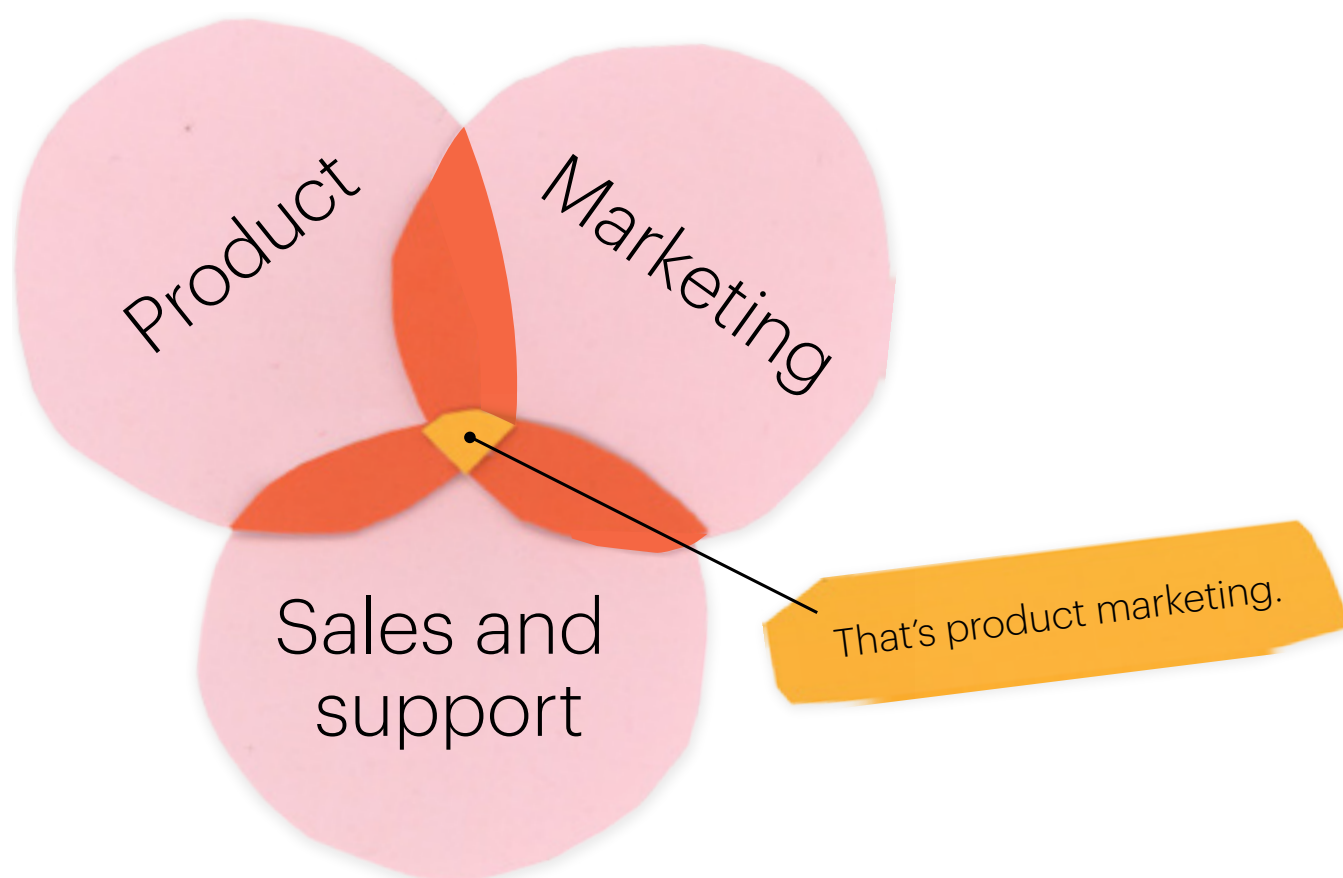 Product
Marketing
Sales and
support
That's product marketing.